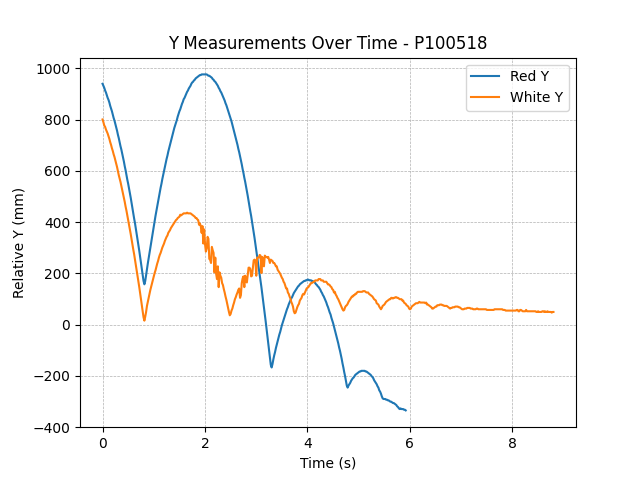 Y Measurements Over Time - P100518
Red Y
White Y
Relative Y (mm)
1000
800
600
400
200
0
−200
−400
0 2 4 6 8
Time (s)